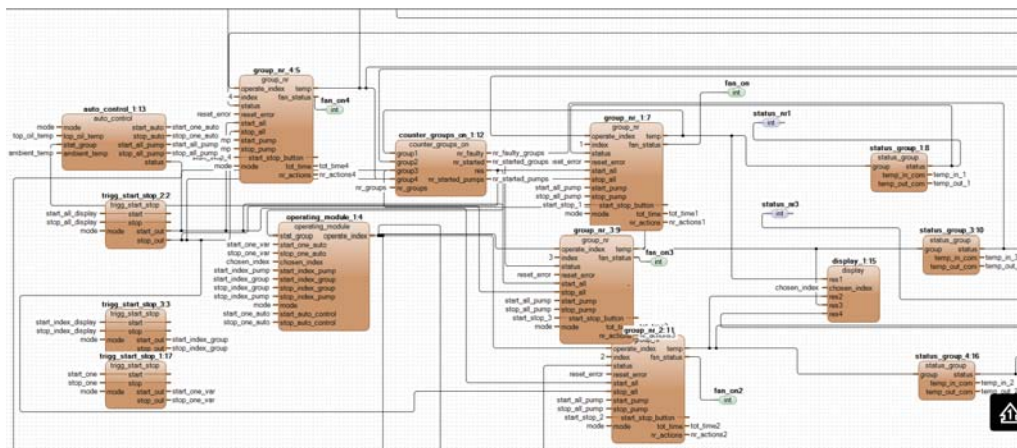 group_nr_4:5
group_nr
operate_index temp
4 index fan_status
status
reset_error reset_error
start_all
stop_all
start_pump
stop_pump
start_stop_button
mode mode tot_time tot_time4
nr_actions nr_actions4
fan_on4
int
auto_control_1:13
auto_control
mode mode start_auto start_one_auto
top_oil_temp top_oil_temp stop_auto stop_one_auto
stat_group start_all_pump start_all_pump
ambient_temp ambient_temp stop_all_pump stop_all_pump
status
trigg_start_stop_2:2
trigg_start_stop
start_all_display start
stop_all_display stop
mode mode start_out
stop_out
trigg_start_stop_3:3
trigg_start_stop
start_index_display start
stop_index_display stop
mode mode start_out start_index_group
stop_out stop_index_group
trigg_start_stop_1:17
trigg_start_stop
start_one start
stop_one stop
mode mode start_out start_one_var
stop_out stop_one_var
counter_groups_on_1:12
counter_groups_on
group1 nr_faulty nr_faulty_groups
group2 nr_started nr_started_groups
group3 res
group4 nr_started_pumps nr_started_pumps
nr_groups nr_groups
operating_module_1:4
operating_module
stat_group operate_index
start_one_var start_one_auto
stop_one_var stop_one_auto
chosen_index chosen_index
start_index_pump start_index_pump
start_index_group start_index_group
stop_index_group stop_index_group
stop_index_pump stop_index_pump
mode mode
start_one_auto start_auto_control
stop_one_auto stop_auto_control
group_nr_1:7
group_nr
operate_index temp
1 index fan_status
status
reset_error
start_all
stop_all
start_all_pump start_pump
stop_all_pump stop_pump
start_stop_1 start_stop_button
mode mode tot_time tot_time1
nr_actions nr_actions1
fan_on
int
group_nr_3:9
group_nr
operate_index temp
3 index fan_status
status
reset_error reset_error
start_all
stop_all
start_all_pump start_pump
stop_all_pump stop_pump
start_stop_3 start_stop_button
mode mode
fan_on3
int
group_nr_2:11
operate_index temp
2 index fan_status
status
reset_error reset_error
start_all
stop_all
start_all_pump start_pump
stop_all_pump stop_pump
start_stop_2 start_stop_button
mode mode tot_time tot_time2
nr_actions nr_actions2
fan_on2
int
status_nr1
int
status_nr3
int
status_group_1:8
status_group
group status
temp_in_com temp_in_1
temp_out_com temp_out_1
status_group_3:10
status_group
group status
temp_in_com
temp_out_com
display_1:15
display
res1
chosen_index chosen_index
res2
res3
res4
status_group_4:16
status_group
group status
temp_in_com temp_in_2
temp_out_com